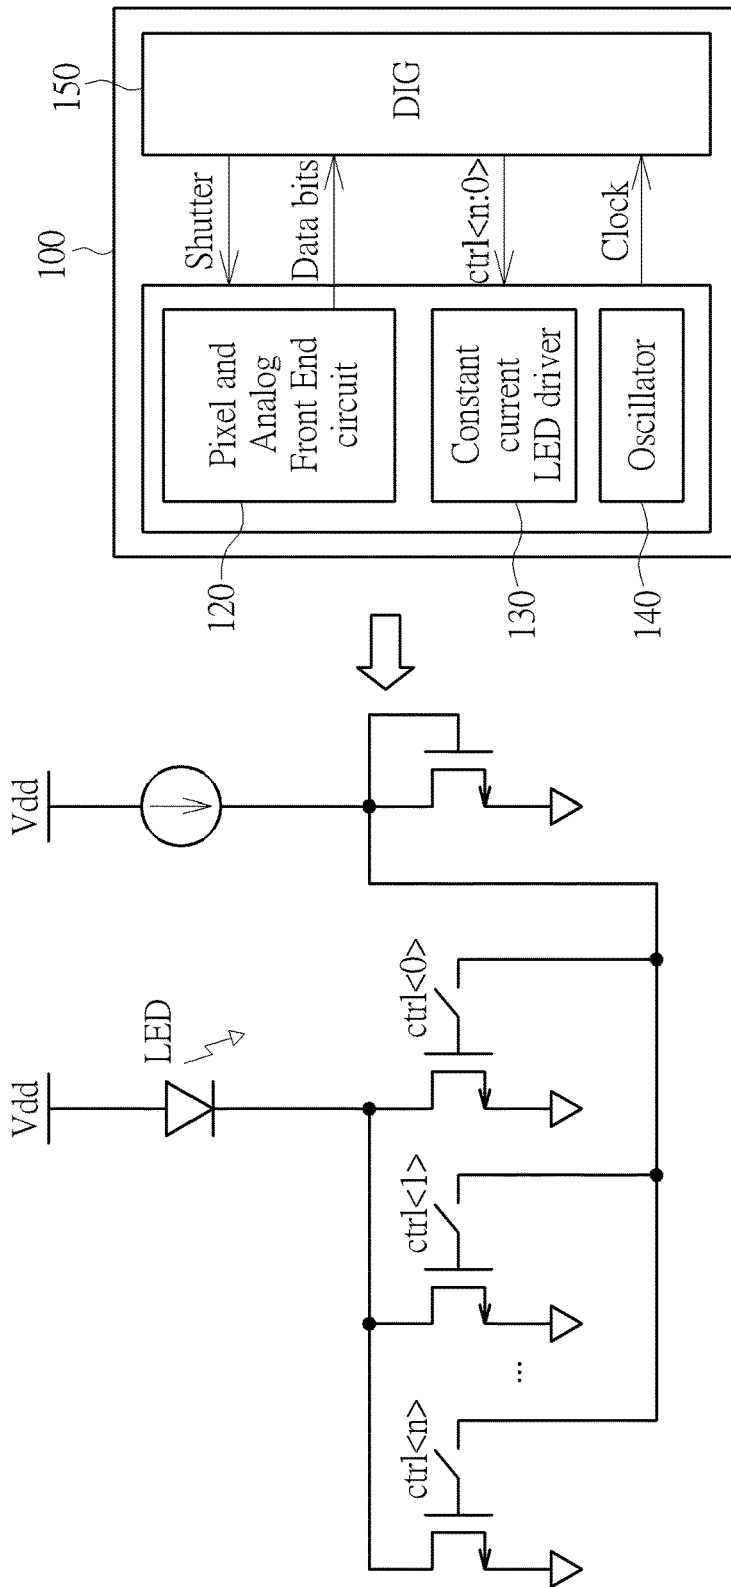 Vdd
Vdd
LED
ctrl<n>
ctrl<1>
ctrl<0>
...
100
150
120
Pixel and
Analog
Front End
circuit
Shutter
Data bits
DIG
130
Constant
current
LED driver
ctrl<n:0>
140
Oscillator
Clock